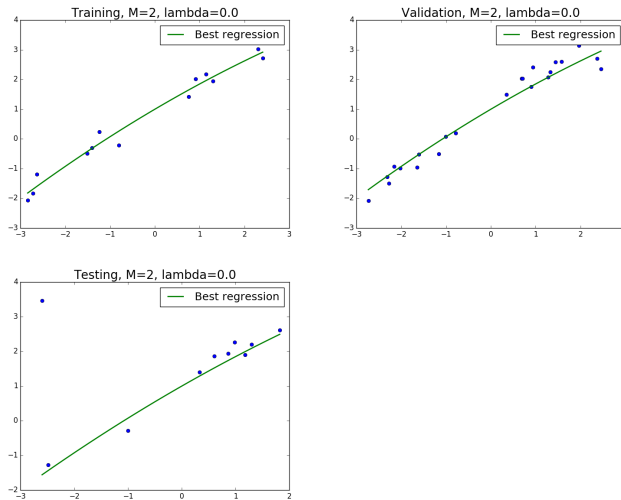 Training, M=2, lambda=0.0
Best regression
4
3
2
1
0
−1
−2
−3
−3 −2 −1 0 1 2 3
Validation, M=2, lambda=0.0
Best regression
4
3
2
1
0
−1
−2
−3
−3 −2 −1 0 1 2 3
Testing, M=2, lambda=0.0
Best regression
4
3
2
1
0
−1
−2
−3 −2 −1 0 1 2